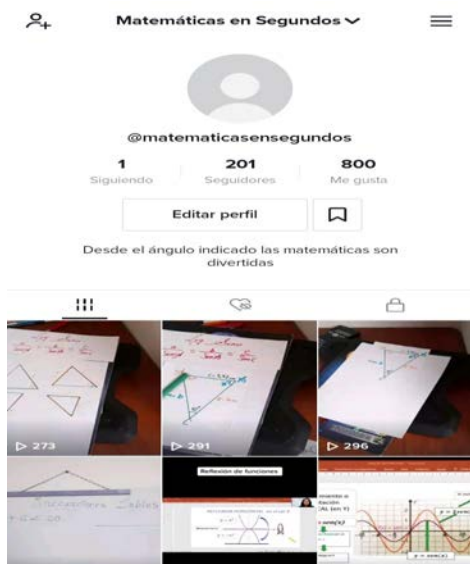 Matemáticas en Segundos
@matematicasensegundos
1
201
800
Siguiendo
Seguidores
Me gusta
Editar perfil
Desde el ángulo indicado las matemáticas son
divertidas
273
291
296
Reflexión de funciones